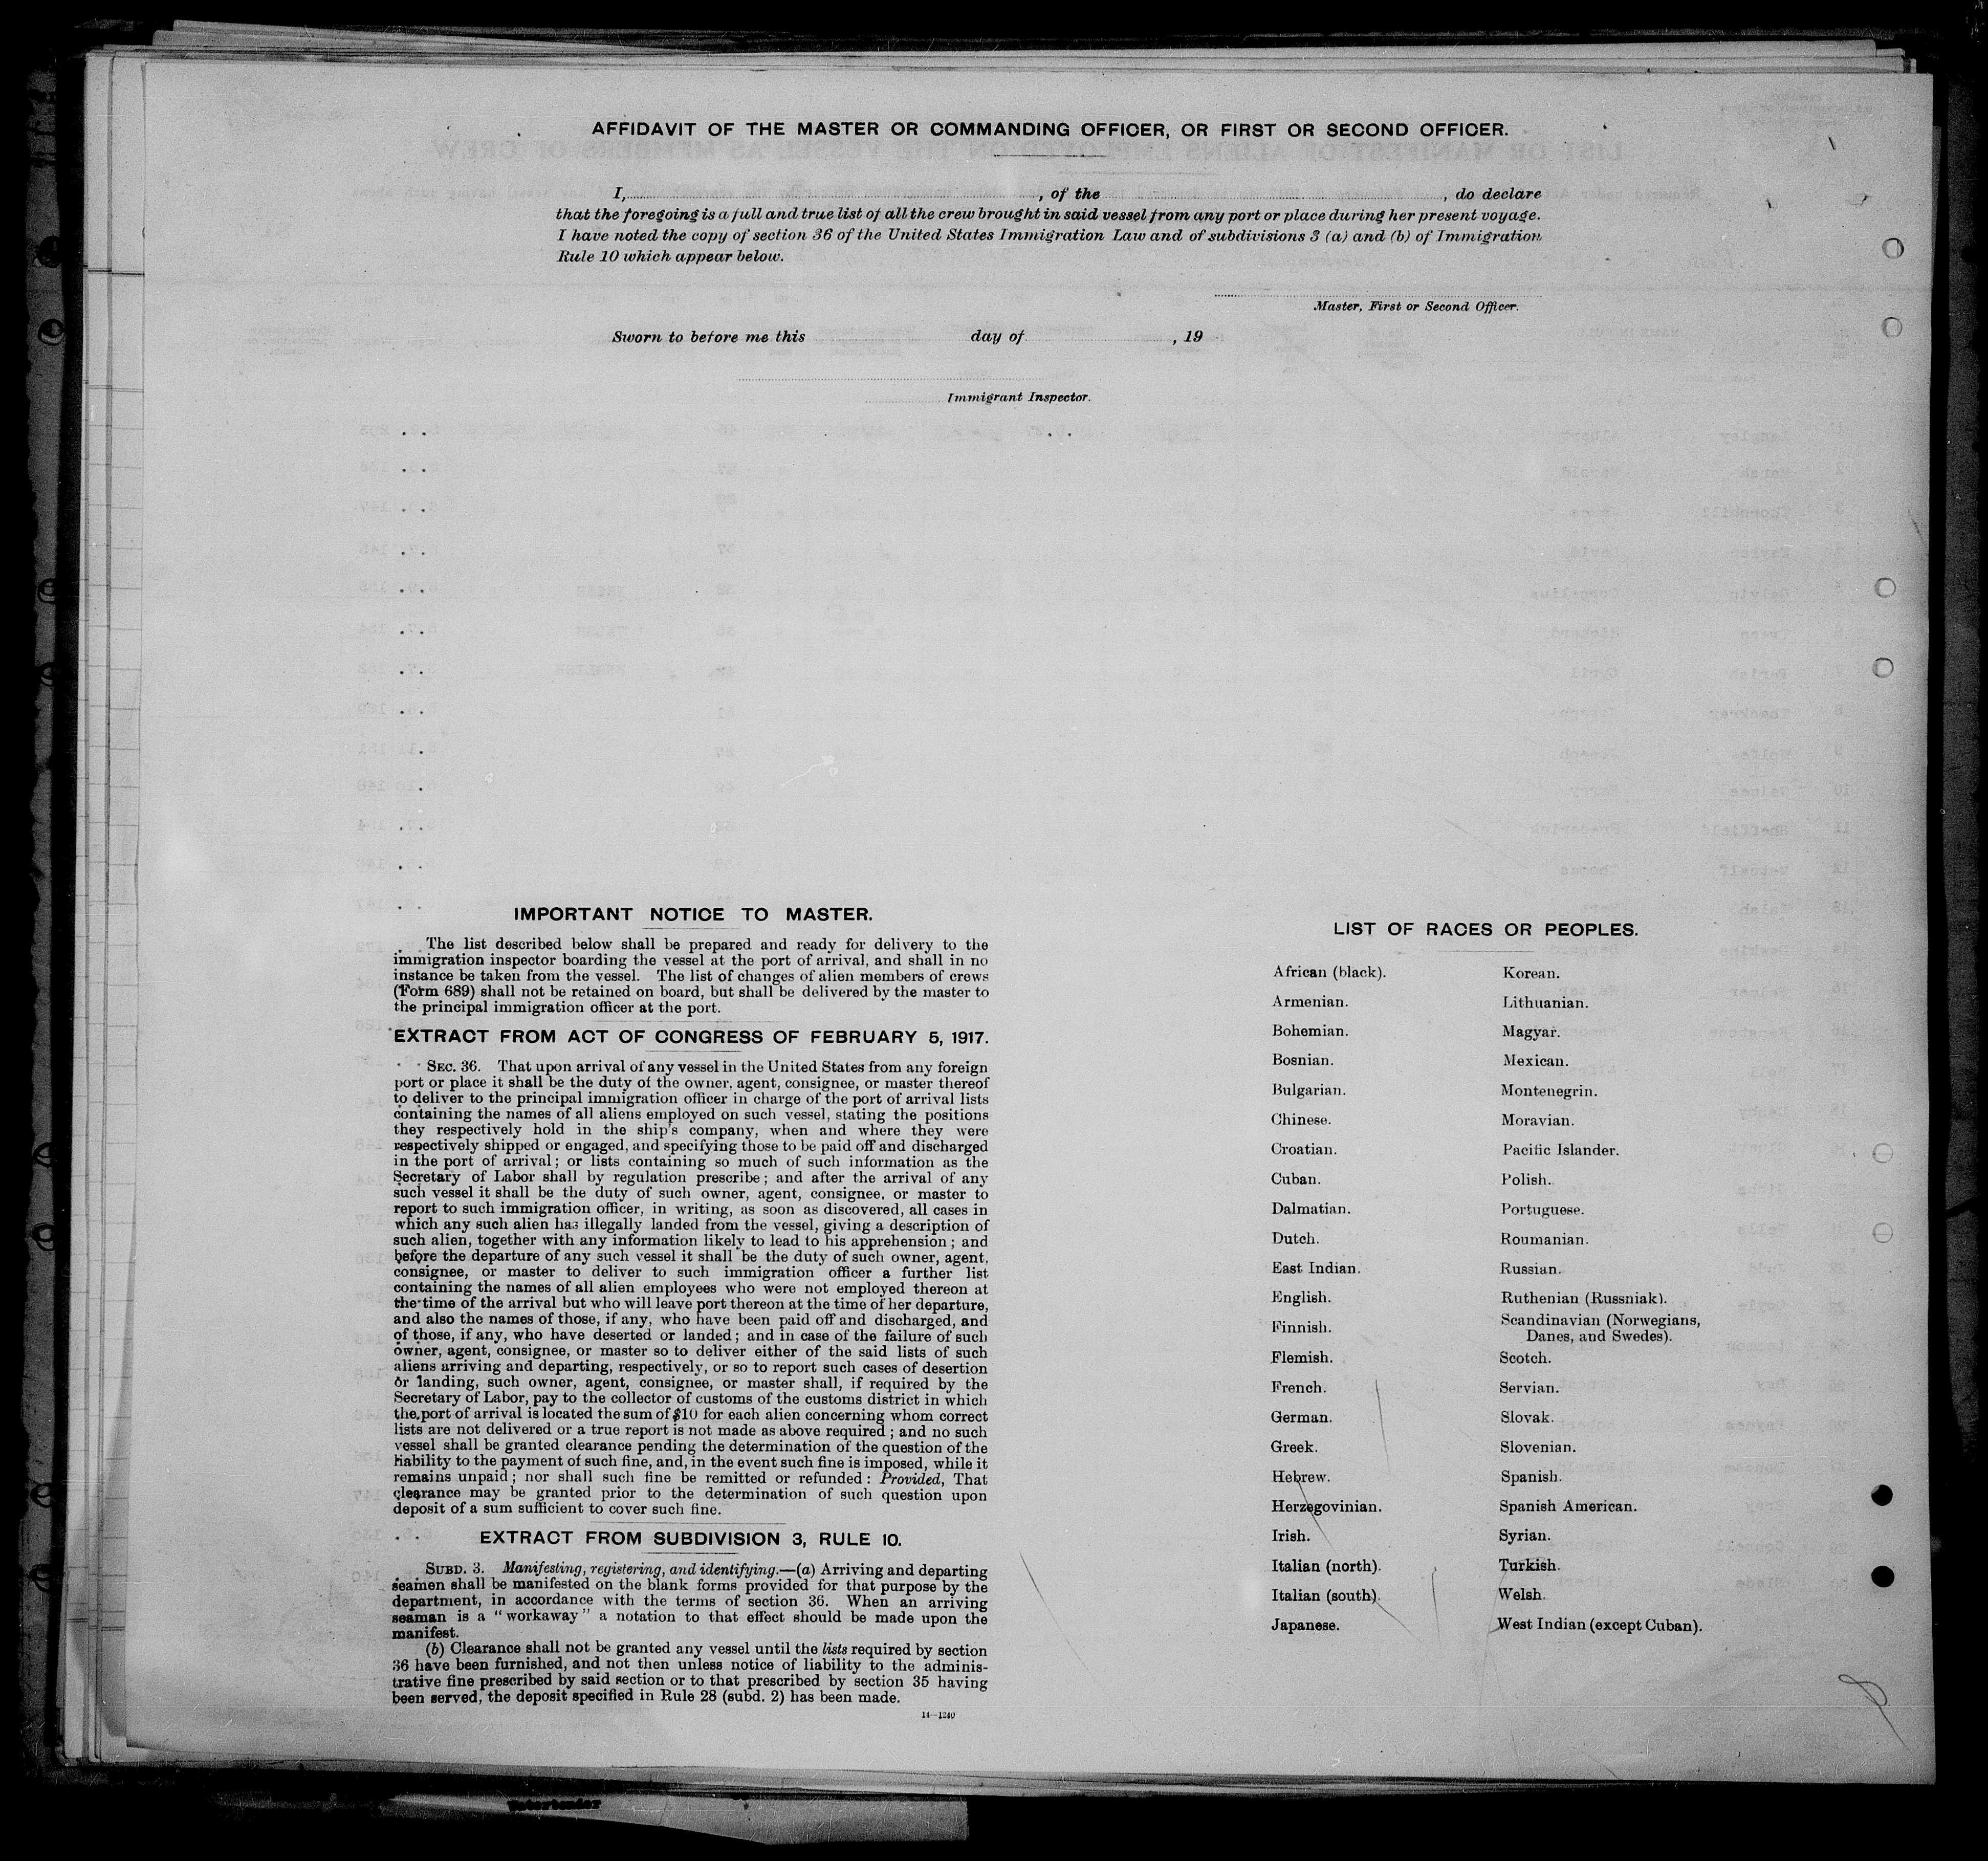 AFFIDAVIT OF THE MASTER OR COMMANDING OFFICER, OR FIRST OR SECOND OFFICER.
I, , of the , do declare
that the foregoing is a full and true list of all the crew brought in said vessel from any port or place during her present voyage.
I have noted the copy of section 36 of the United States Immigration Law and of subdivisions 3 (a) and (b) of Immigration
Rule 10 which appear below.
Master, First or Second Officer.
Sworn to before me this day of , 19
Immigrant Inspector.
IMPORTANT NOTICE TO MASTER.
The list described below shall be prepared and ready for delivery to the
immigration inspector boarding the vessel at the port of arrival, and shall in no
instance be taken from the vessel. The list of changes of alien members of crews
(Form 689) shall not be retained on board, but shall be delivered by the master to
the principal immigration officer at the port.
EXTRACT FROM ACT OF CONGRESS OF FEBRUARY 5, 1917.
SEC. 36. That upon arrival of any vessel in the United States from any foreign
port or place it shall be the duty of the owner, agent, consignee, or master thereof
to deliver to the principal immigration officer in charge of the port of arrival lists
containing the names of all aliens employed on such vessel, stating the positions
they respectively hold in the ship's company, when and where they were
respectively shipped or engaged, and specifying those to be paid off and discharged
in the port of arrival; or lists containing so much of such information as the
Secretary of Labor shall by regulation prescribe; and after the arrival of any
such vessel it shall be the duty of such owner, agent, consignee, or master to
report to such immigration officer, in writing, as soon as discovered, all cases in
which any such alien has illegally landed from the vessel, giving a description of
such alien, together with any information likely to lead to his apprehension; and
before the departure of any such vessel it shall be the duty of such owner, agent,
consignee, or master to deliver to such immigration officer a further list
containing the names of all alien employees who were not employed thereon at
the time of the arrival but who will leave port thereon at the time of her departure,
and also the names of those, if any, who have been paid off and discharged, and
of those, if any, who have deserted or landed; and in case of the failure of such
owner, agent, consignee, or master so to deliver either of the said lists of such
aliens arriving and departing, respectively, or so to report such cases of desertion
or landing, such owner, agent, consignee, or master shall, if required by the
Secretary of Labor, pay to the collector of customs of the customs district in which
the port of arrival is located the sum of $10 for each alien concerning whom correct
lists are not delivered or a true report is not made as above required; and no such
vessel shall be granted clearance pending the determination of the question of the
liability to the payment of such fine, and, in the event such fine is imposed, while it
remains unpaid; nor shall such fine be remitted or refunded: Provided, That
clearance may be granted prior to the determination of such question upon
deposit of a sum sufficient to cover such fine.
EXTRACT FROM SUBDIVISION 3, RULE 10.
SUBD. 3. Manifesting, registering, and identifying.—(a) Arriving and departing
seamen shall be manifested on the blank forms provided for that purpose by the
department, in accordance with the terms of section 36. When an arriving
seaman is a "workaway" a notation to that effect should be made upon the
manifest.
(b) Clearance shall not be granted any vessel until the lists required by section
36 have been furnished, and not then unless notice of liability to the adminis-
trative fine prescribed by said section or to that prescribed by section 35 having
been served, the deposit specified in Rule 28 (subd. 2) has been made.
14—1240
LIST OF RACES OR PEOPLES.
African (black).
Armenian.
Bohemian.
Bosnian.
Bulgarian.
Chinese.
Croatian.
Cuban.
Dalmatian.
Dutch.
East Indian.
English.
Finnish.
Flemish.
French.
German.
Greek.
Hebrew.
Herzegovinian.
Irish.
Italian (north).
Italian (south).
Japanese.
Korean.
Lithuanian.
Magyar.
Mexican.
Montenegrin.
Moravian.
Pacific Islander.
Polish.
Portuguese.
Roumanian.
Russian.
Ruthenian (Russniak).
Scandinavian (Norwegians,
Danes, and Swedes).
Scotch.
Servian.
Slovak.
Slovenian.
Spanish.
Spanish American.
Syrian.
Turkish.
Welsh.
West Indian (except Cuban).